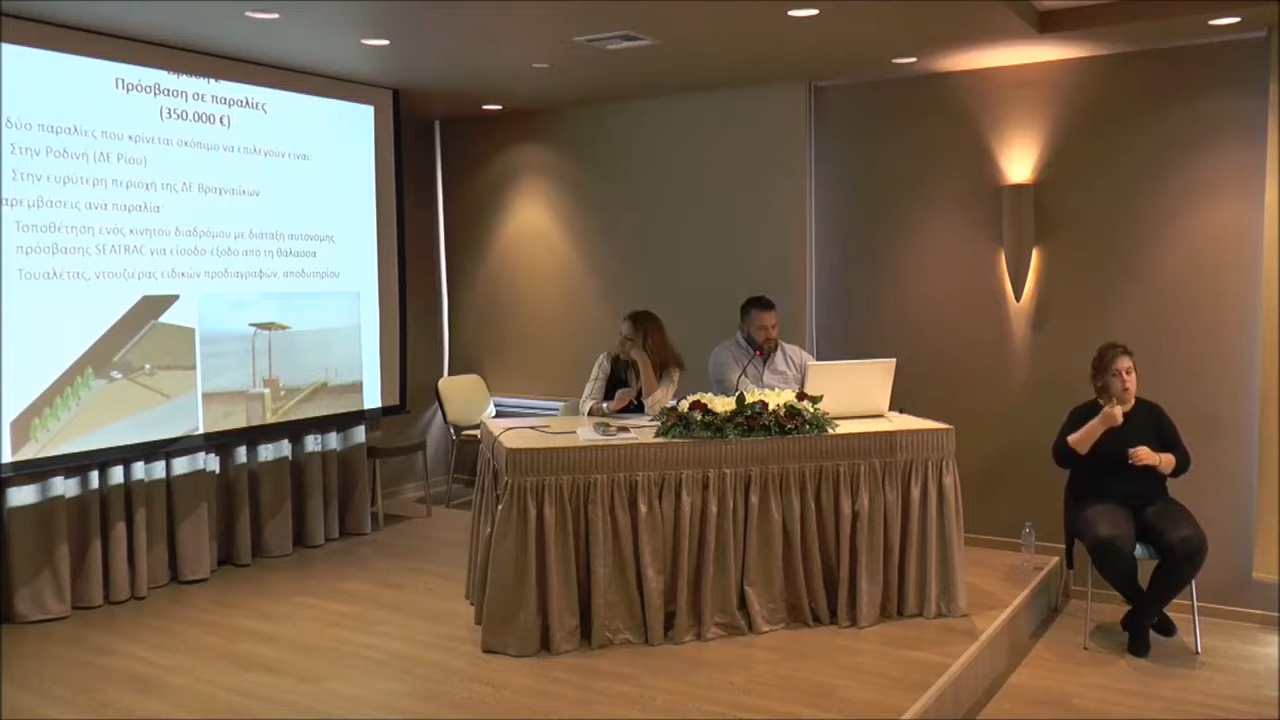 Πρόσβαση σε παραλίες
(350.000 €)
δύο παραλίες που κρίνεται σκόπιμο να επιλεγούν είναι:
Στην Ροδινή (ΔΕ Ρίου)
Στην ευρύτερη περιοχή της ΔΕ Βραχναιίκων
αρεμβάσεις ανά παραλία:
Τοποθέτηση ενός κινητού διαδρόμου με διάταξη αυτόνομης
πρόσβασης SEATRAC για είσοδο-έξοδο από τη θάλασσα
Τουαλέτας, ντουζιέρας ειδικών προδιαγραφών, αποδυτηρίου